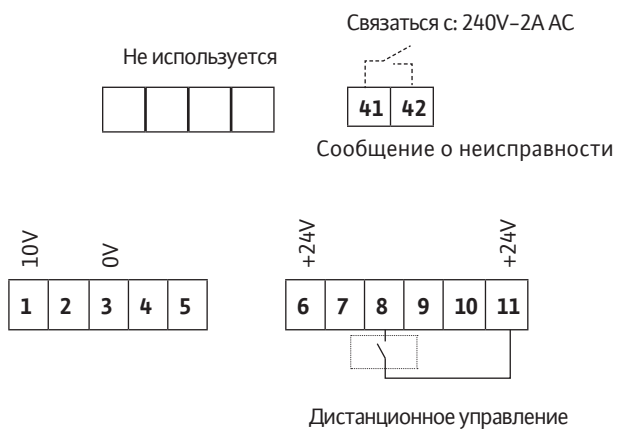 Связаться с: 240V–2A AC
Не используется
41 42
Сообщение о неисправности
10V 0V +24V +24V
1 2 3 4 5 6 7 8 9 10 11
Дистанционное управление